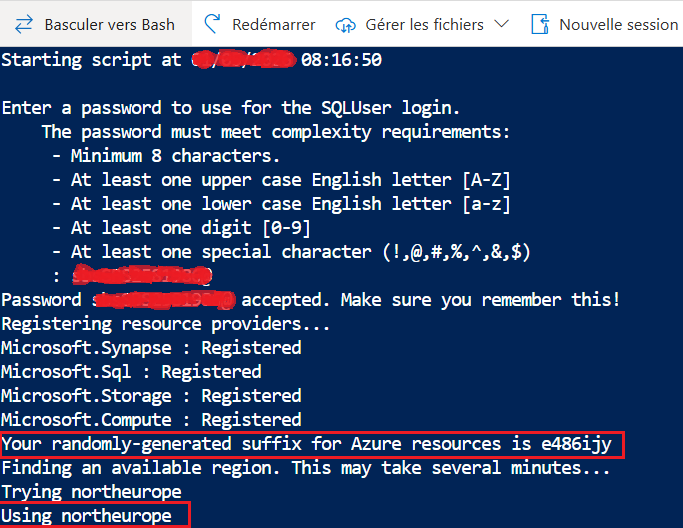 Basculer vers Bash Redémarrer Gérer les fichiers Nouvelle session
Starting script at 08:16:50
Enter a password to use for the SQLUser login.
The password must meet complexity requirements:
- Minimum 8 characters.
- At least one upper case English letter [A-Z]
- At least one lower case English letter [a-z]
- At least one digit [0-9]
- At least one special character (!,@,#,%,^,&,$)
:
Password accepted. Make sure you remember this!
Registering resource providers...
Microsoft.Synapse : Registered
Microsoft.Sql : Registered
Microsoft.Storage : Registered
Microsoft.Compute : Registered
Your randomly-generated suffix for Azure resources is e486ijy
Finding an available region. This may take several minutes...
Trying northeurope
Using northeurope